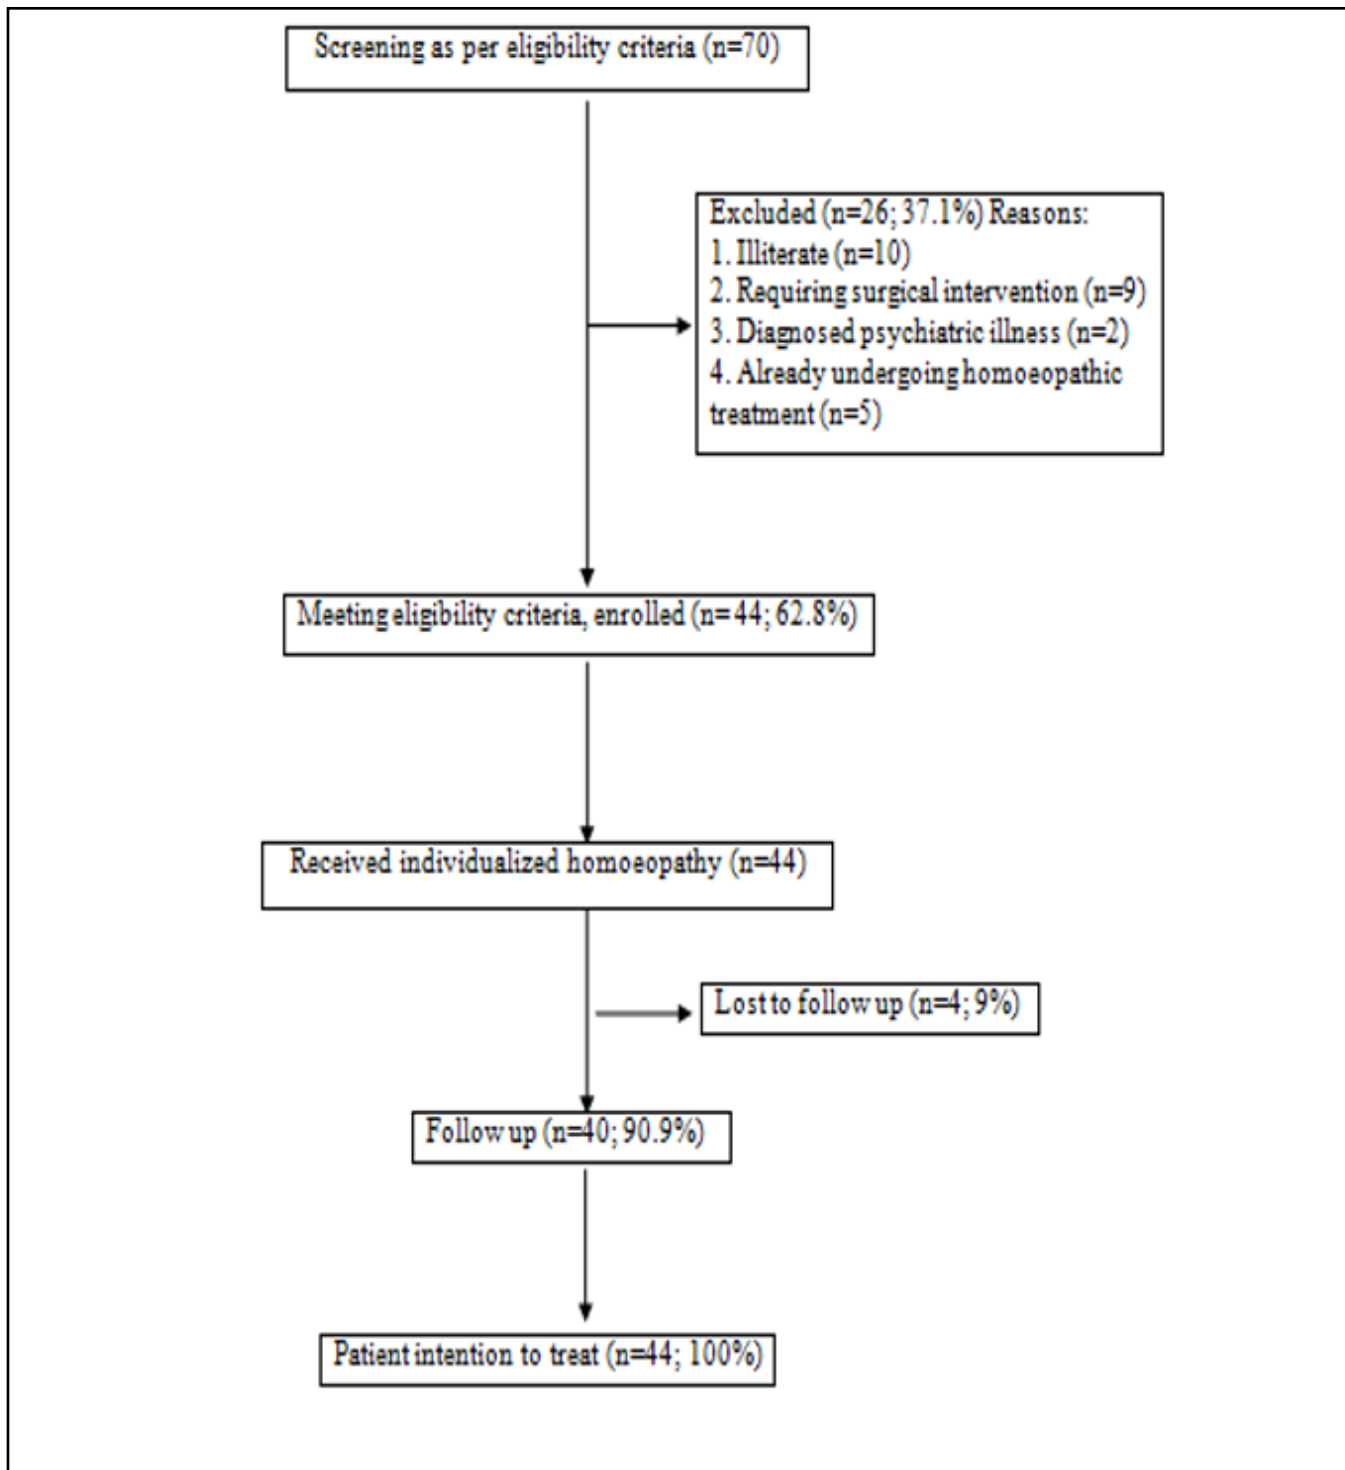 Screening as per eligibility criteria (n=70)
Excluded (n=26; 37.1%) Reasons:
1. Illiterate (n=10)
2. Requiring surgical intervention (n=9)
3. Diagnosed psychiatric illness (n=2)
4. Already undergoing homoeopathic
treatment (n=5)
Meeting eligibility criteria, enrolled (n= 44; 62.8%)
Received individualized homoeopathy (n=44)
Lost to follow up (n=4; 9%)
Follow up (n=40; 90.9%)
Patient intention to treat (n=44; 100%)